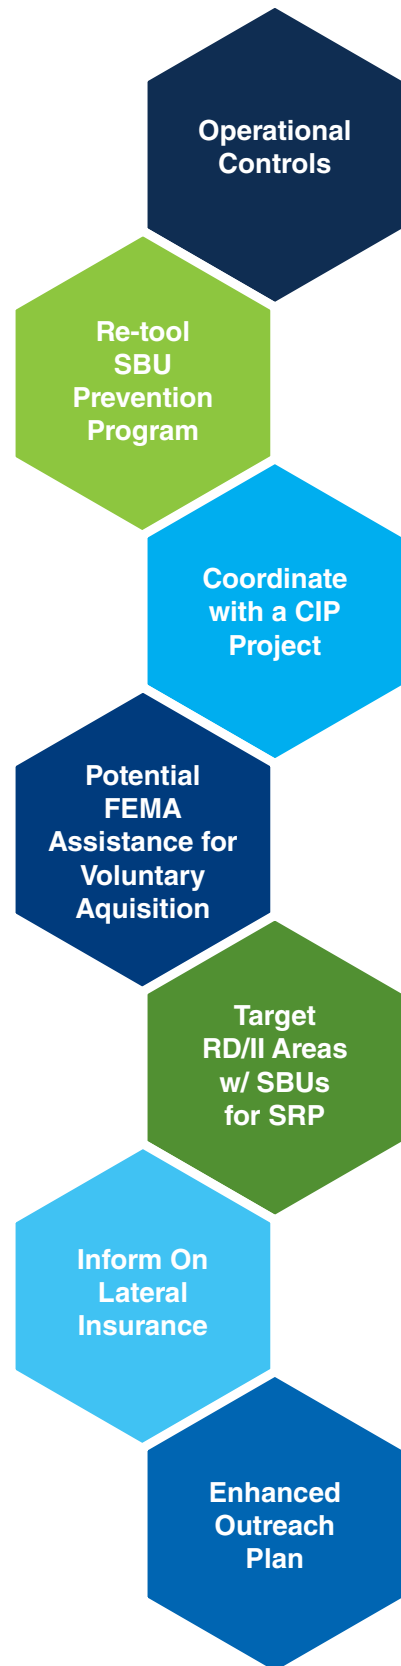 Operational
Controls
Re-tool
SBU
Prevention
Program
Coordinate
with a CIP
Project
Potential
FEMA
Assistance for
Voluntary
Aquisition
Target
RD/II Areas
w/ SBUs
for SRP
Inform On
Lateral
Insurance
Enhanced
Outreach
Plan